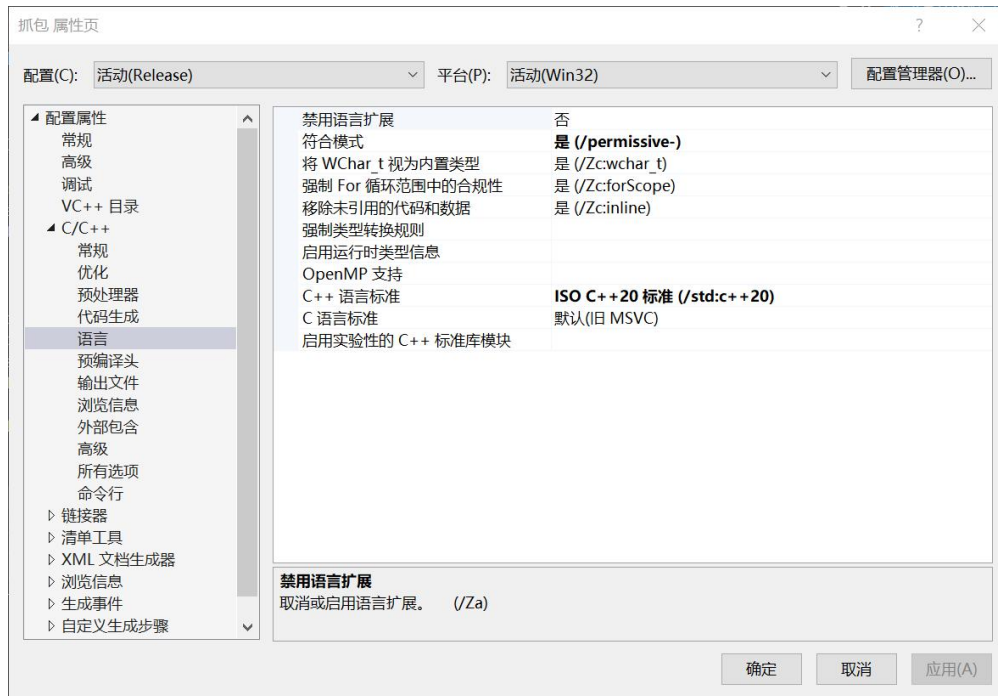 抓包 属性页
配置(C): 活动(Release) 平台(P): 活动(Win32) 配置管理器(O)...
配置属性
常规
高级
调试
VC++ 目录
C/C++
常规
优化
预处理器
代码生成
语言
预编译头
输出文件
浏览信息
外部包含
高级
所有选项
命令行
链接器
清单工具
XML 文档生成器
浏览信息
生成事件
自定义生成步骤
禁用语言扩展 否
符合模式 是 (/permissive-)
将 WChar_t 视为内置类型 是 (/Zc:wchar_t)
强制 For 循环范围中的合规性 是 (/Zc:forScope)
移除未引用的代码和数据 是 (/Zc:inline)
强制类型转换规则
启用运行时类型信息
OpenMP 支持
C++ 语言标准 ISO C++20 标准 (/std:c++20)
C 语言标准 默认(旧 MSVC)
启用实验性的 C++ 标准库模块
禁用语言扩展
取消或启用语言扩展。 (/Za)
确定 取消 应用(A)